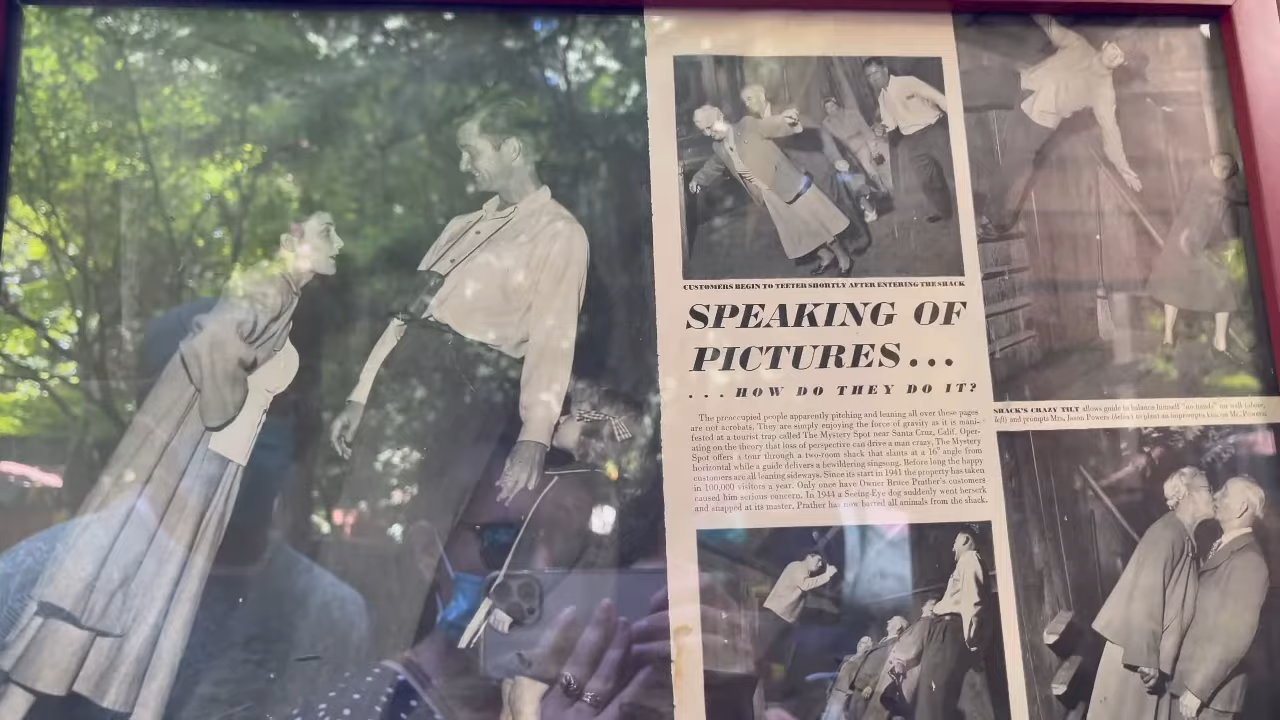 CUSTOMERS BEGIN TO TEETER SHORTLY AFTER ENTERING THE SHACK
SPEAKING OF
PICTURES...
...HOW DO THEY DO IT?
The preoccupied people apparently pitching and leaning all over these pages
are not acrobats. They are simply enjoying the force of gravity as it is mani-
fested at a tourist trap called The Mystery Spot near Santa Cruz, Calif. Oper-
ating on the theory that loss of perspective can drive a man crazy, The Mystery
Spot offers a tour through a two-room shack that slants at a 16° angle from
horizontal while a guide delivers a bewildering singsong. Before long the happy
customers are all leaning sideways. Since its start in 1941 the property has taken
in 100,000 visitors a year. Only once have Owner Bruce Prather's customers
caused him serious concern. In 1944 a Seeing-Eye dog suddenly went berserk
and snapped at its master. Prather has now barred all animals from the shack.
SHACK'S CRAZY TILT allows guide to balance himself "no hands" on wall (above,
left) and prompts Mrs. Jason Powers (below) to plant an impromptu kiss on Mr. Powers.